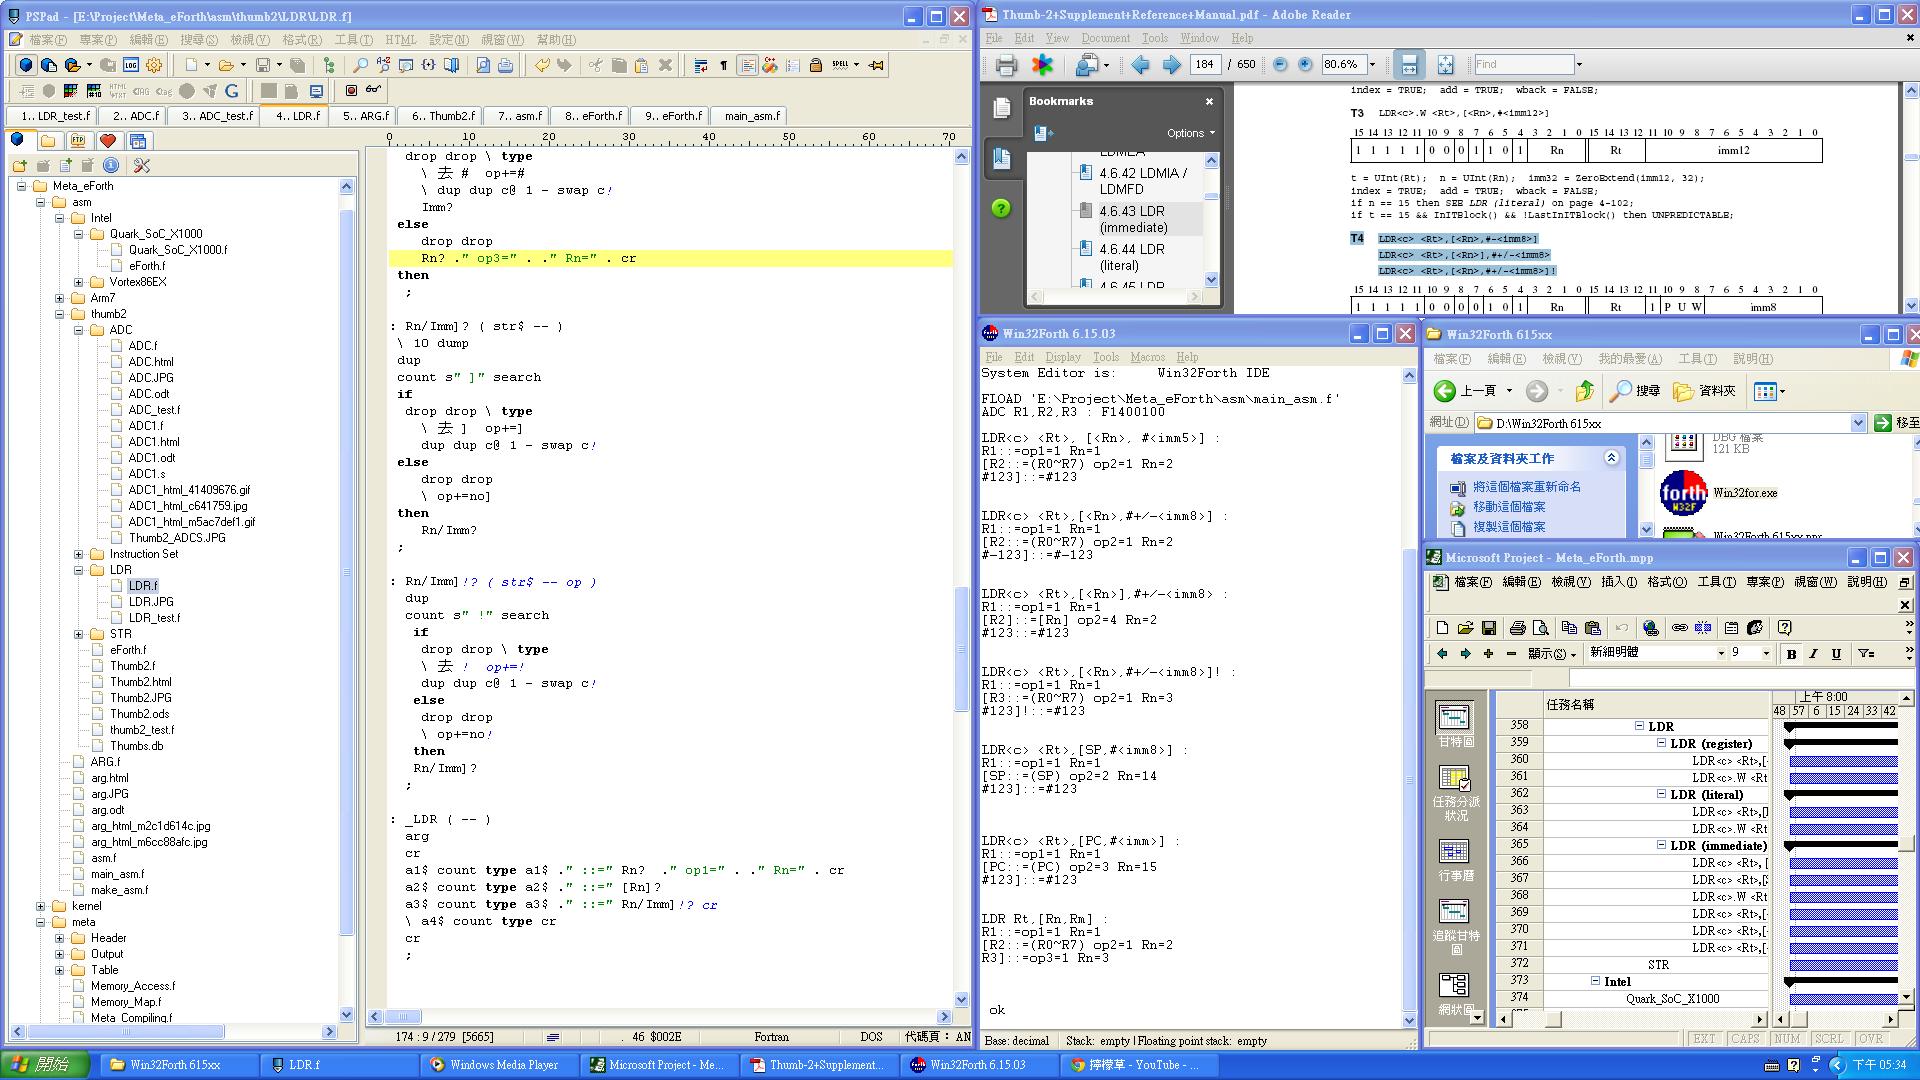 PSPad - [E:\Project\Meta_eForth\asm\thumb2\LDR\LDR.f]
檔案(F) 專案(P) 編輯(E) 搜尋(S) 檢視(V) 格式(R) 工具(T) HTML 設定(N) 視窗(W) 幫助(H)
1.. LDR_test.f 2.. ADC.f 3.. ADC_test.f 4.. LDR.f 5.. ARG.f 6.. Thumb2.f 7.. asm.f 8.. eForth.f 9.. eForth.f main_asm.f
Meta_eForth
asm
Intel
Quark_SoC_X1000
Quark_SoC_X1000.f
eForth.f
Vortex86EX
Arm7
thumb2
ADC
ADC.f
ADC.html
ADC.JPG
ADC.odt
ADC_test.f
ADC1.f
ADC1.html
ADC1.odt
ADC1.s
ADC1_html_41409676.gif
ADC1_html_c641759.jpg
ADC1_html_m5ac7def1.gif
Thumb2_ADCS.JPG
Instruction Set
LDR
LDR.f
LDR.JPG
LDR_test.f
STR
eForth.f
Thumb2.f
Thumb2.html
Thumb2.JPG
Thumb2.ods
thumb2_test.f
Thumbs.db
ARG.f
arg.html
arg.JPG
arg.odt
arg_html_m2c1d614c.jpg
arg_html_m6cc88afc.jpg
asm.f
main_asm.f
make_asm.f
kernel
meta
Header
Output
Table
Memory_Access.f
Memory_Map.f
Meta_Compiling.f
0 10 20 30 40 50 60 70
drop drop \ type
\ 去 # op+=#
\ dup dup c@ 1 - swap c!
Imm?
else
drop drop
Rn? ." op3=" . ." Rn=" . cr
then
;
: Rn/Imm]? ( str$ -- )
\ 10 dump
dup
count s" ]" search
if
drop drop \ type
\ 去 ] op+=]
dup dup c@ 1 - swap c!
else
drop drop
\ op+=no]
then
Rn/Imm?
;
: Rn/Imm]!? ( str$ -- op )
dup
count s" !" search
if
drop drop \ type
\ 去 ! op+=!
dup dup c@ 1 - swap c!
else
drop drop
\ op+=no!
then
Rn/Imm]?
;
: _LDR ( -- )
arg
cr
a1$ count type a1$ ." ::=" Rn? ." op1=" . ." Rn=" . cr
a2$ count type a2$ ." ::=" [Rn]?
a3$ count type a3$ ." ::=" Rn/Imm]!? cr
\ a4$ count type cr
cr
;
174 : 9 / 279 [5665] . 46 $002E Fortran DOS 代碼頁： AN
Thumb-2+Supplement+Reference+Manual.pdf - Adobe Reader
File Edit View Document Tools Window Help
184 / 650 80.6% Find
Bookmarks
Options
LDMEA
4.6.42 LDMIA /
LDMFD
4.6.43 LDR
(immediate)
4.6.44 LDR
(literal)
4.6.45 LDR
index = TRUE; add = TRUE; wback = FALSE;
T3 LDR<c>.W <Rt>,[<Rn>,#<imm12>]
15 14 13 12 11 10 9 8 7 6 5 4 3 2 1 0 15 14 13 12 11 10 9 8 7 6 5 4 3 2 1 0
1 1 1 1 1 0 0 0 1 1 0 1 Rn Rt imm12
t = UInt(Rt); n = UInt(Rn); imm32 = ZeroExtend(imm12, 32);
index = TRUE; add = TRUE; wback = FALSE;
if n == 15 then SEE LDR (literal) on page 4-102;
if t == 15 && InITBlock() && !LastInITBlock() then UNPREDICTABLE;
T4 LDR<c> <Rt>,[<Rn>,#-<imm8>]
LDR<c> <Rt>,[<Rn>],#+/-<imm8>
LDR<c> <Rt>,[<Rn>,#+/-<imm8>]!
15 14 13 12 11 10 9 8 7 6 5 4 3 2 1 0 15 14 13 12 11 10 9 8 7 6 5 4 3 2 1 0
1 1 1 1 1 0 0 0 0 1 0 1 Rn Rt 1 P U W imm8
Win32Forth 6.15.03
File Edit Display Tools Macros Help
System Editor is: Win32Forth IDE
FLOAD 'E:\Project\Meta_eForth\asm\main_asm.f'
ADC R1,R2,R3 : F1400100
LDR<c> <Rt>, [<Rn>, #<imm5>] :
R1::=op1=1 Rn=1
[R2::=(R0~R7) op2=1 Rn=2
#123]::=#123
LDR<c> <Rt>,[<Rn>,#+/-<imm8>] :
R1::=op1=1 Rn=1
[R2::=(R0~R7) op2=1 Rn=2
#-123]::=#-123
LDR<c> <Rt>,[<Rn>],#+/-<imm8> :
R1::=op1=1 Rn=1
[R2]::=[Rn] op2=4 Rn=2
#123::=#123
LDR<c> <Rt>,[<Rn>,#+/-<imm8>]! :
R1::=op1=1 Rn=1
[R3::=(R0~R7) op2=1 Rn=3
#123]!::=#123
LDR<c> <Rt>,[SP,#<imm8>] :
R1::=op1=1 Rn=1
[SP::=(SP) op2=2 Rn=14
#123]::=#123
LDR<c> <Rt>,[PC,#<imm>] :
R1::=op1=1 Rn=1
[PC::=(PC) op2=3 Rn=15
#123]::=#123
LDR Rt,[Rn,Rm] :
R1::=op1=1 Rn=1
[R2::=(R0~R7) op2=1 Rn=2
R3]::=op3=1 Rn=3
ok
Base: decimal Stack: empty | Floating point stack: empty
Win32Forth 615xx
檔案(F) 編輯(E) 檢視(V) 我的最愛(A) 工具(T) 說明(H)
上一頁 搜尋 資料夾
網址(D) D:\Win32Forth 615xx 移至
檔案及資料夾工作
將這個檔案重新命名
移動這個檔案
複製這個檔案
DBG 檔案
121 KB
Win32for.exe
Win32Forth 615xx.ppr
Microsoft Project - Meta_eForth.mpp
檔案(F) 編輯(E) 檢視(V) 插入(I) 格式(O) 工具(T) 專案(P) 視窗(W) 說明(H)
顯示(S) 新細明體 9 B I U
甘特圖
任務分派
狀況
行事曆
追蹤甘特
圖
網狀圖
任務名稱
上午 8:00
48 57 6 15 24 33 42
358 LDR
359 LDR (register)
360 LDR<c> <Rt>,[
361 LDR<c>.W <Rt
362 LDR (literal)
363 LDR<c> <Rt>,[
364 LDR<c>.W <Rt
365 LDR (immediate)
366 LDR<c> <Rt>, [
367 LDR<c> <Rt>,[S
368 LDR<c>.W <Rt
369 LDR<c> <Rt>,[
370 LDR<c> <Rt>,[
371 LDR<c> <Rt>,[
372 STR
373 Intel
374 Quark_SoC_X1000
EXT CAPS NUM SCRL OVR
開始 Win32Forth 615xx LDR.f Windows Media Player Microsoft Project - Me... Thumb-2+Supplement... Win32Forth 6.15.03 檸檬草 - YouTube - ... 下午 05:34